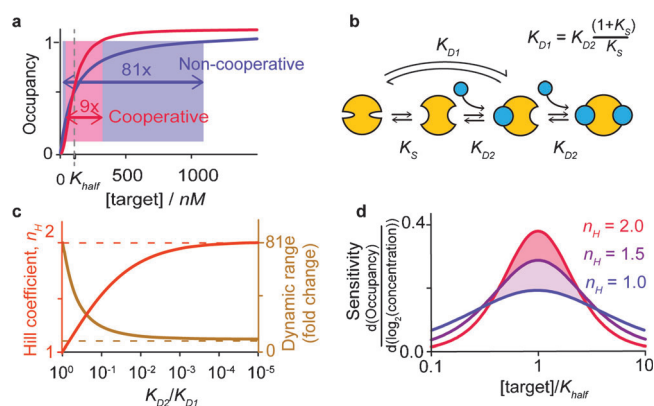 a
Occupancy
1
0
81x
Non-cooperative
9x
Cooperative
0 K_half 500 1000
[target] / nM
b
K_D1 = K_D2 (1+K_S) / K_S
K_D1
K_S K_D2 K_D2
c
Hill coefficient, n_H
2
1
81
0
Dynamic range
(fold change)
10⁰ 10⁻¹ 10⁻² 10⁻³ 10⁻⁴ 10⁻⁵
K_D2/K_D1
d
Sensitivity
d(Occupancy)
d(log₂(concentration))
0.4
0.0
n_H = 2.0
n_H = 1.5
n_H = 1.0
0.1 1 10
[target]/K_half